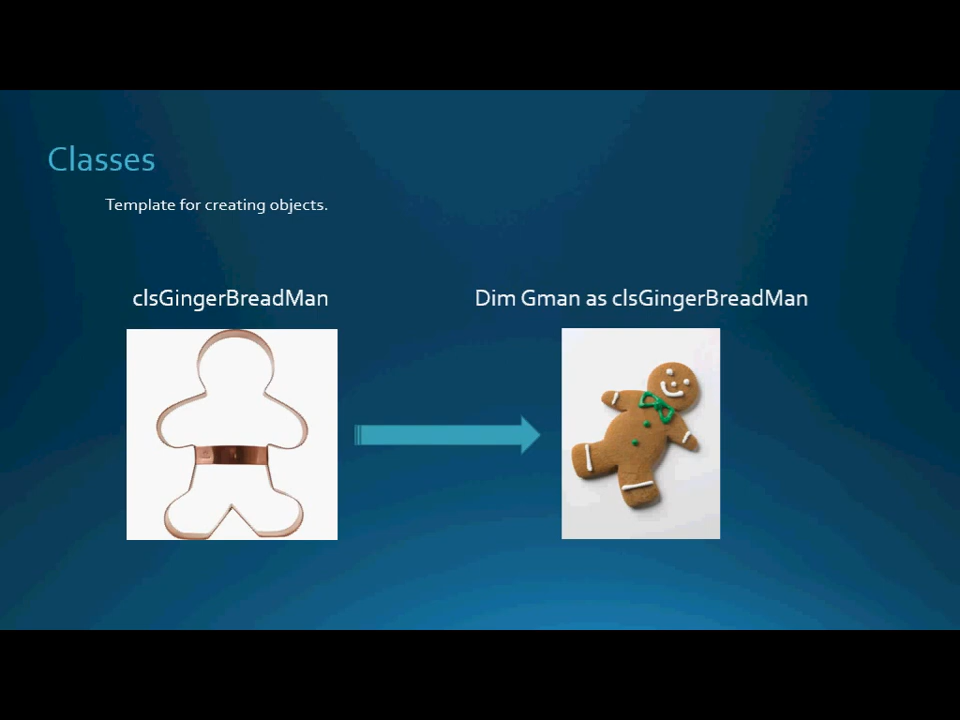 Classes
Template for creating objects.
clsGingerBreadMan
Dim Gman as clsGingerBreadMan